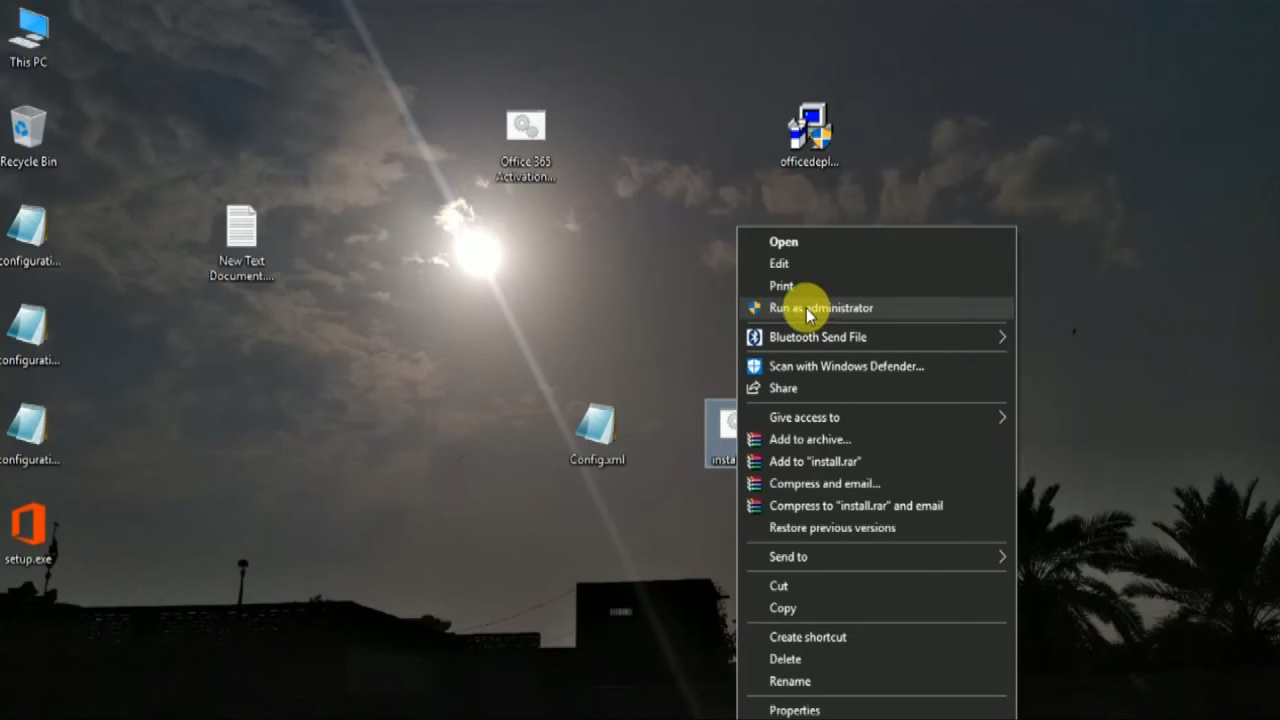 This PC
Recycle Bin
configurati...
configurati...
configurati...
setup.exe
New Text
Document....
Office 365
Activation...
officedepl...
Config.xml
insta
Open
Edit
Print
Run as administrator
Bluetooth Send File
Scan with Windows Defender...
Share
Give access to
Add to archive...
Add to "install.rar"
Compress and email...
Compress to "install.rar" and email
Restore previous versions
Send to
Cut
Copy
Create shortcut
Delete
Rename
Properties